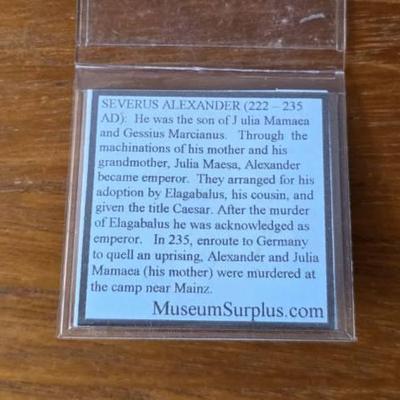 SEVERUS ALEXANDER (222 – 235
AD): He was the son of J ulia Mamaea
and Gessius Marcianus. Through the
machinations of his mother and his
grandmother, Julia Maesa, Alexander
became emperor. They arranged for his
adoption by Elagabalus, his cousin, and
given the title Caesar. After the murder
of Elagabalus he was acknowledged as
emperor. In 235, enroute to Germany
to quell an uprising, Alexander and Julia
Mamaea (his mother) were murdered at
the camp near Mainz.
MuseumSurplus.com